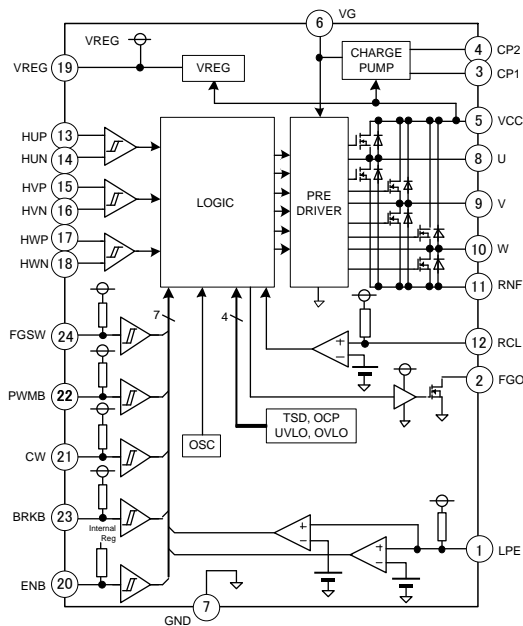 VG
6
VREG
VREG
19
CHARGE
PUMP
4
CP2
3
CP1
5
VCC
HUP
13
HUN
14
8
U
HVP
15
HVN
16
LOGIC
PRE
DRIVER
9
V
HWP
17
HWN
18
10
W
11
RNF
7
4
FGSW
24
12
RCL
PWMB
22
2
FGO
TSD, OCP
UVLO, OVLO
OSC
CW
21
BRKB
23
Internal
Reg
1
LPE
ENB
20
7
GND
+
-
+
-
+
-